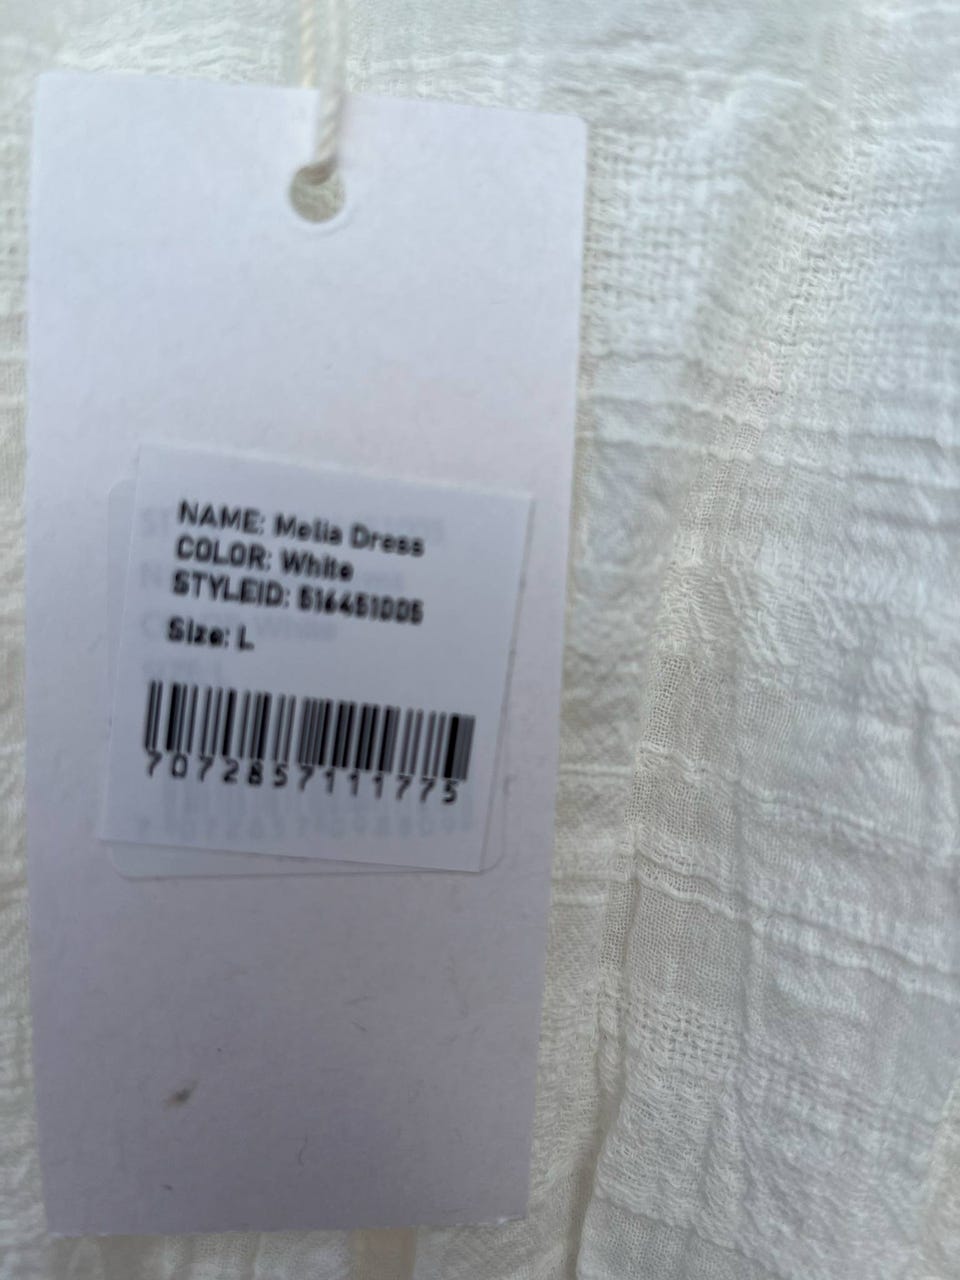 NAME: Melia Dress
COLOR: White
STYLEID: 516451005
Size: L
7072857111775